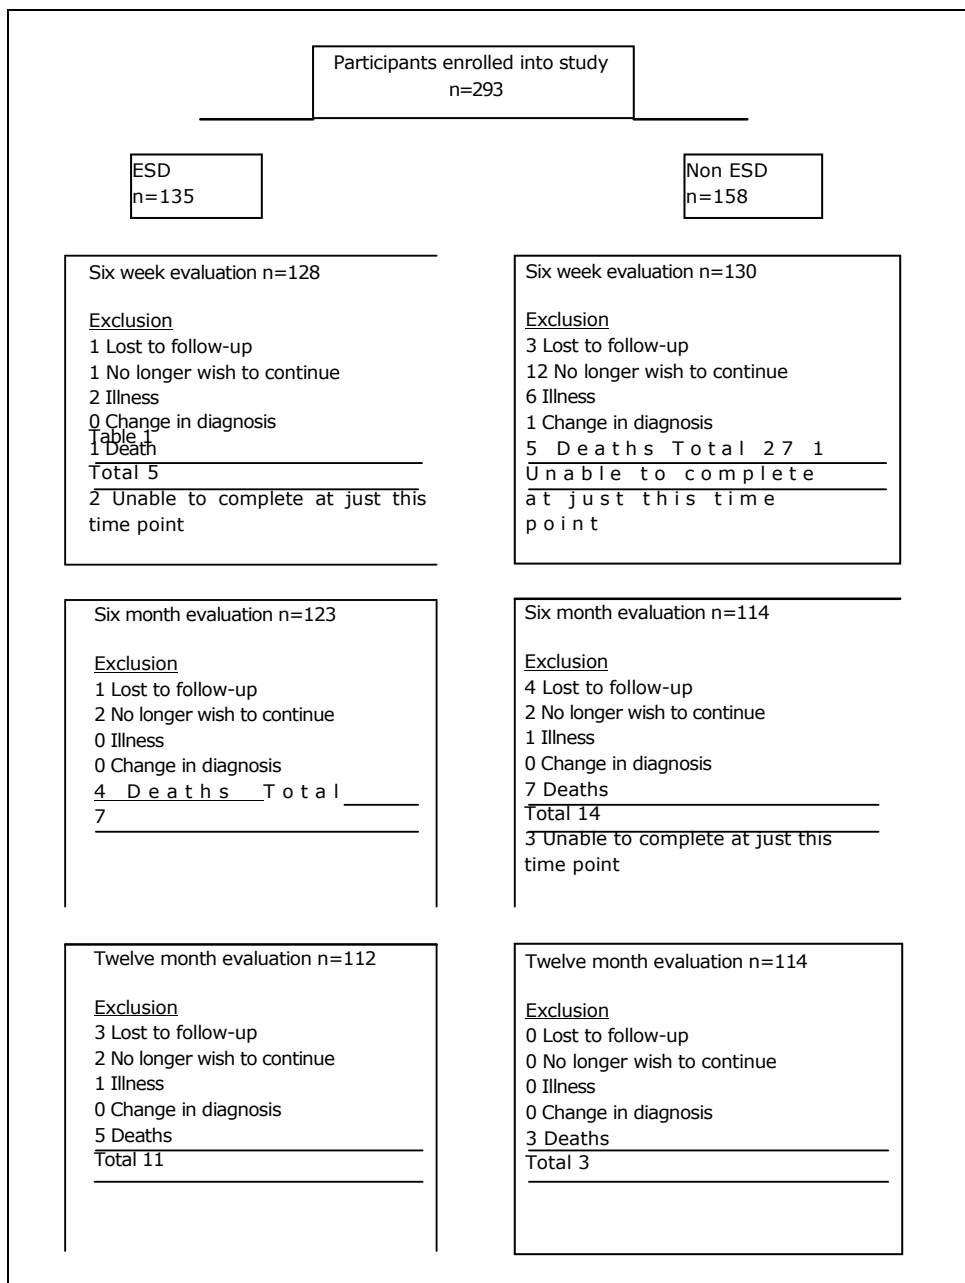 Participants enrolled into study
n=293
ESD
n=135
Non ESD
n=158
Six week evaluation n=128
Exclusion
1 Lost to follow-up
1 No longer wish to continue
2 Illness
0 Change in diagnosis
Table 1
1 Death
Total 5
2 Unable to complete at just this
time point
Six week evaluation n=130
Exclusion
3 Lost to follow-up
12 No longer wish to continue
6 Illness
1 Change in diagnosis
5 Deaths Total 27 1
Unable to complete
at just this time
point
Six month evaluation n=123
Exclusion
1 Lost to follow-up
2 No longer wish to continue
0 Illness
0 Change in diagnosis
4 Deaths Total
7
Six month evaluation n=114
Exclusion
4 Lost to follow-up
2 No longer wish to continue
1 Illness
0 Change in diagnosis
7 Deaths
Total 14
3 Unable to complete at just this
time point
Twelve month evaluation n=112
Exclusion
3 Lost to follow-up
2 No longer wish to continue
1 Illness
0 Change in diagnosis
5 Deaths
Total 11
Twelve month evaluation n=114
Exclusion
0 Lost to follow-up
0 No longer wish to continue
0 Illness
0 Change in diagnosis
3 Deaths
Total 3